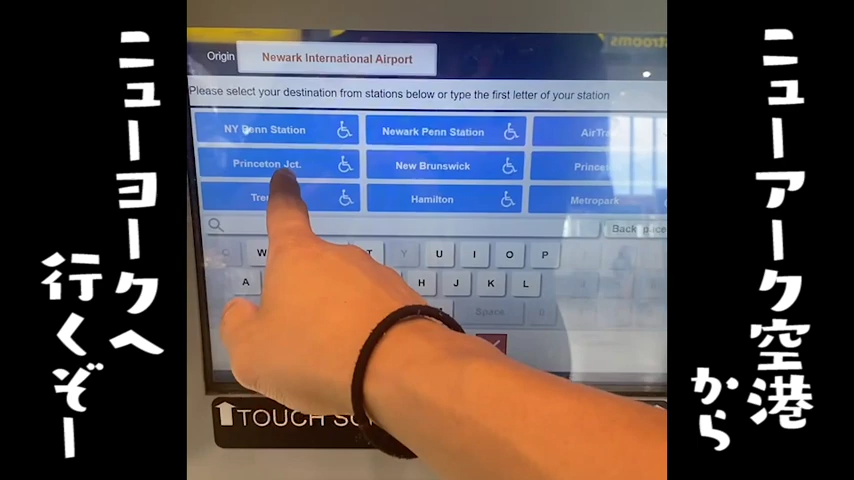 ニューアーク空港
から
ニューヨークへ
行くぞー
Origin
Newark International Airport
Please select your destination from stations below or type the first letter of your station
NY Penn Station
Newark Penn Station
Princeton Jct.
New Brunswick
Hamilton
Metropark
Back space
W T Y U I O P
A H J K L
Space
TOUCH